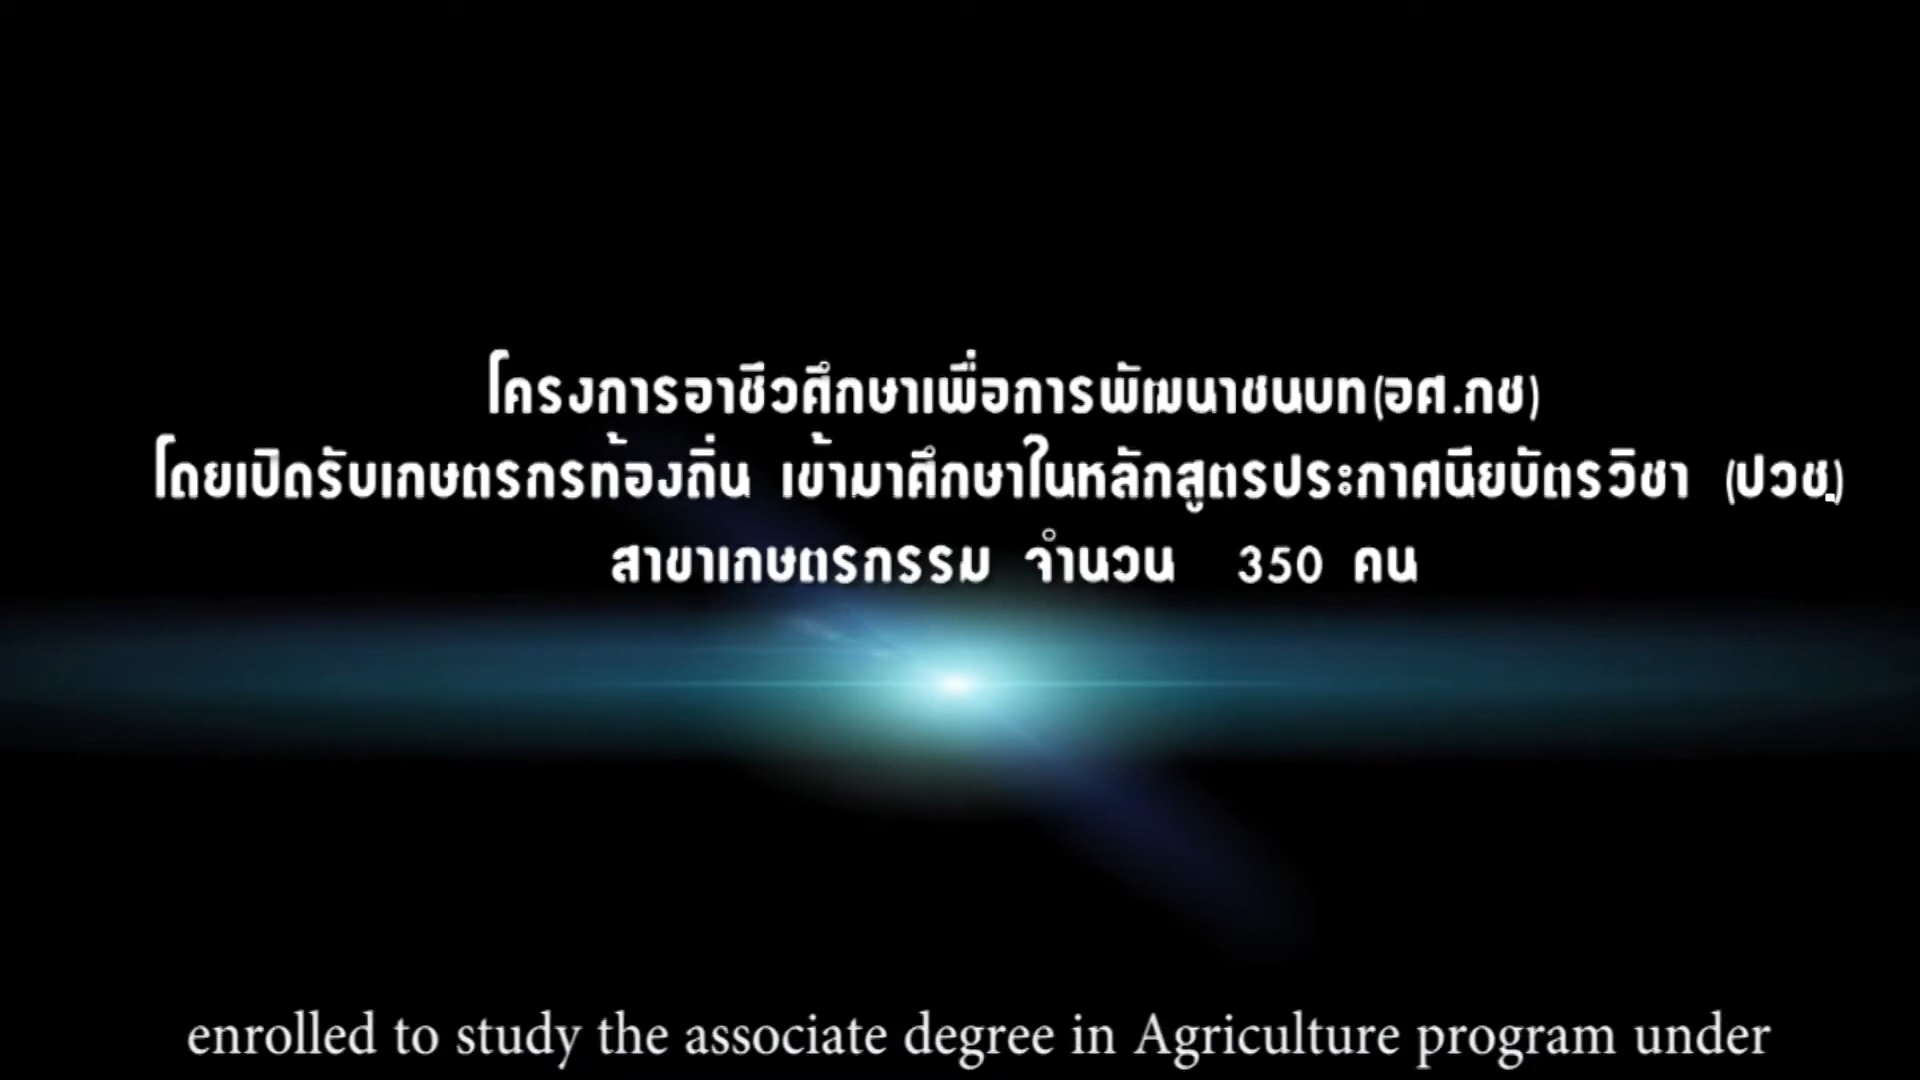 โครงการอาชีวศึกษาเพื่อการพัฒนาชนบท(อศ.กช)
โดยเปิดรับเกษตรกรท้องถิ่น เข้ามาศึกษาในหลักสูตรประกาศนียบัตรวิชา (ปวช.)
สาขาเกษตรกรรม จำนวน 350 คน
enrolled to study the associate degree in Agriculture program under